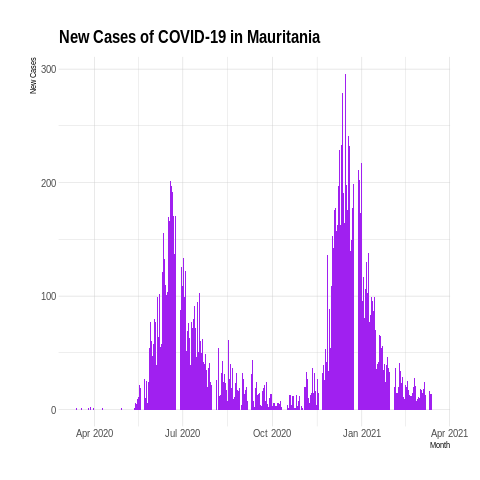 New Cases of COVID-19 in Mauritania
New Cases
300
200
100
0
Apr 2020 Jul 2020 Oct 2020 Jan 2021 Apr 2021
Month